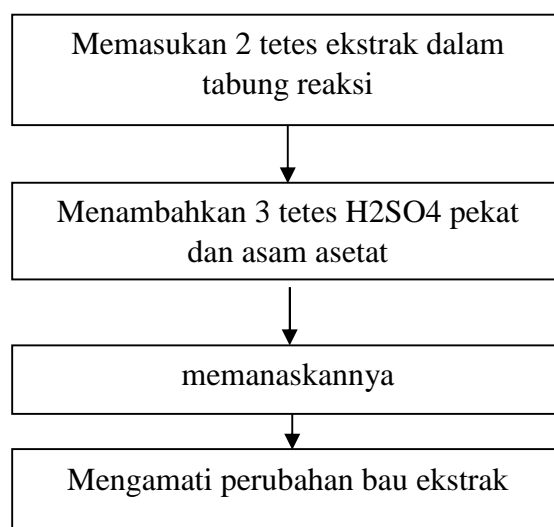 Memasukan 2 tetes ekstrak dalam
tabung reaksi
Menambahkan 3 tetes H2SO4 pekat
dan asam asetat
memanaskannya
Mengamati perubahan bau ekstrak